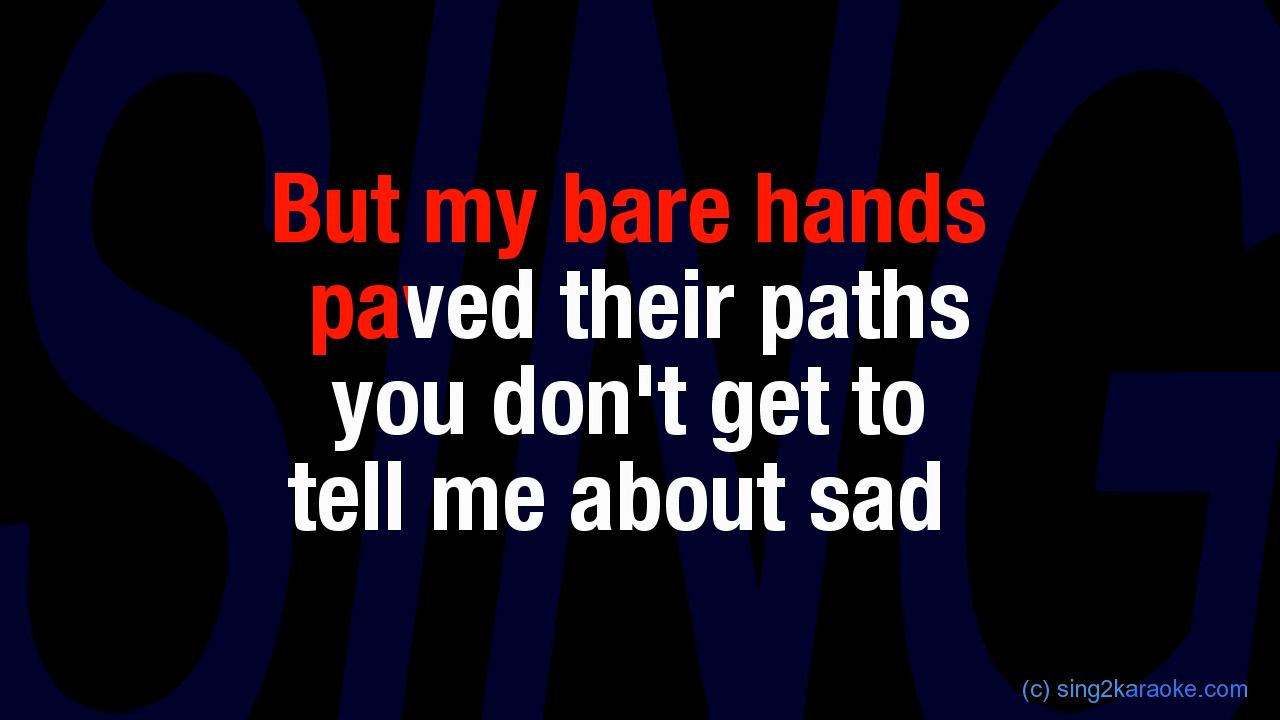 SING
But my bare hands
paved their paths
you don't get to
tell me about sad
(c) sing2karaoke.com